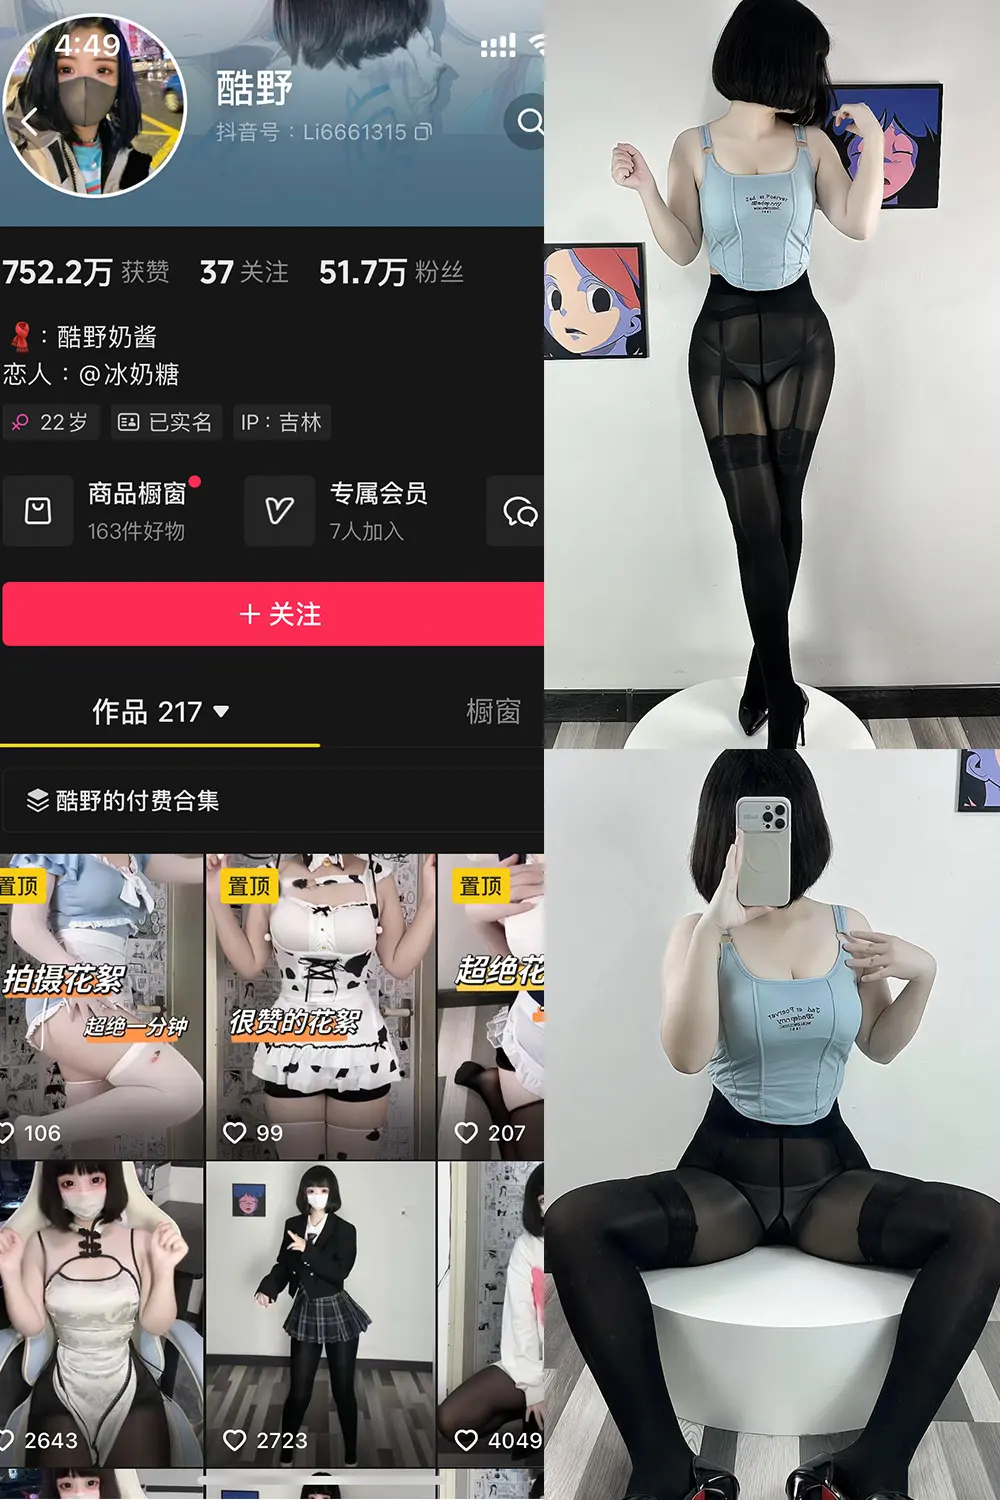 4:49
酷野
抖音号：Li6661315
752.2万 获赞 37 关注 51.7万 粉丝
：酷野奶酱
恋人：@冰奶糖
22岁 已实名 IP：吉林
商品橱窗 专属会员
163件好物 7人加入
+ 关注
作品 217 橱窗
酷野的付费合集
置顶 置顶 置顶
拍摄花絮
超绝一分钟
很赞的花絮
超绝花
106 99 207
2643 2723 4049